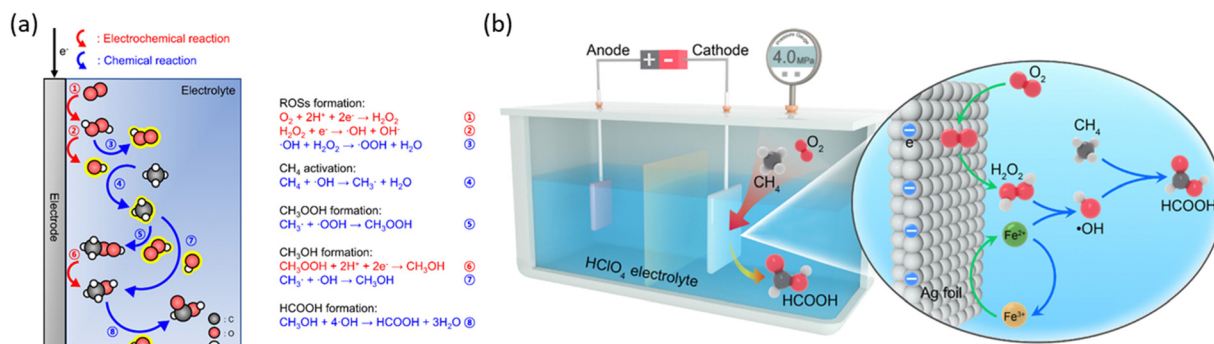 (a)
e⁻
: Electrochemical reaction
: Chemical reaction
Electrolyte
Electrode
①
②
③
④
⑤
⑥
⑦
⑧
: C
: O
ROSs formation:
O₂ + 2H⁺ + 2e⁻ → H₂O₂ ①
H₂O₂ + e⁻ → ·OH + OH⁻ ②
·OH + H₂O₂ → ·OOH + H₂O ③
CH₄ activation:
CH₄ + ·OH → CH₃· + H₂O ④
CH₃OOH formation:
CH₃· + ·OOH → CH₃OOH ⑤
CH₃OH formation:
CH₃OOH + 2H⁺ + 2e⁻ → CH₃OH ⑥
CH₃· + ·OH → CH₃OH ⑦
HCOOH formation:
CH₃OH + 4·OH → HCOOH + 3H₂O ⑧
(b)
Anode
+ −
Cathode
Pressure Gauge
4.0MPa
O₂
CH₄
HClO₄ electrolyte
HCOOH
O₂
e⁻
H₂O₂
CH₄
HCOOH
•OH
Fe²⁺
Ag foil
Fe³⁺